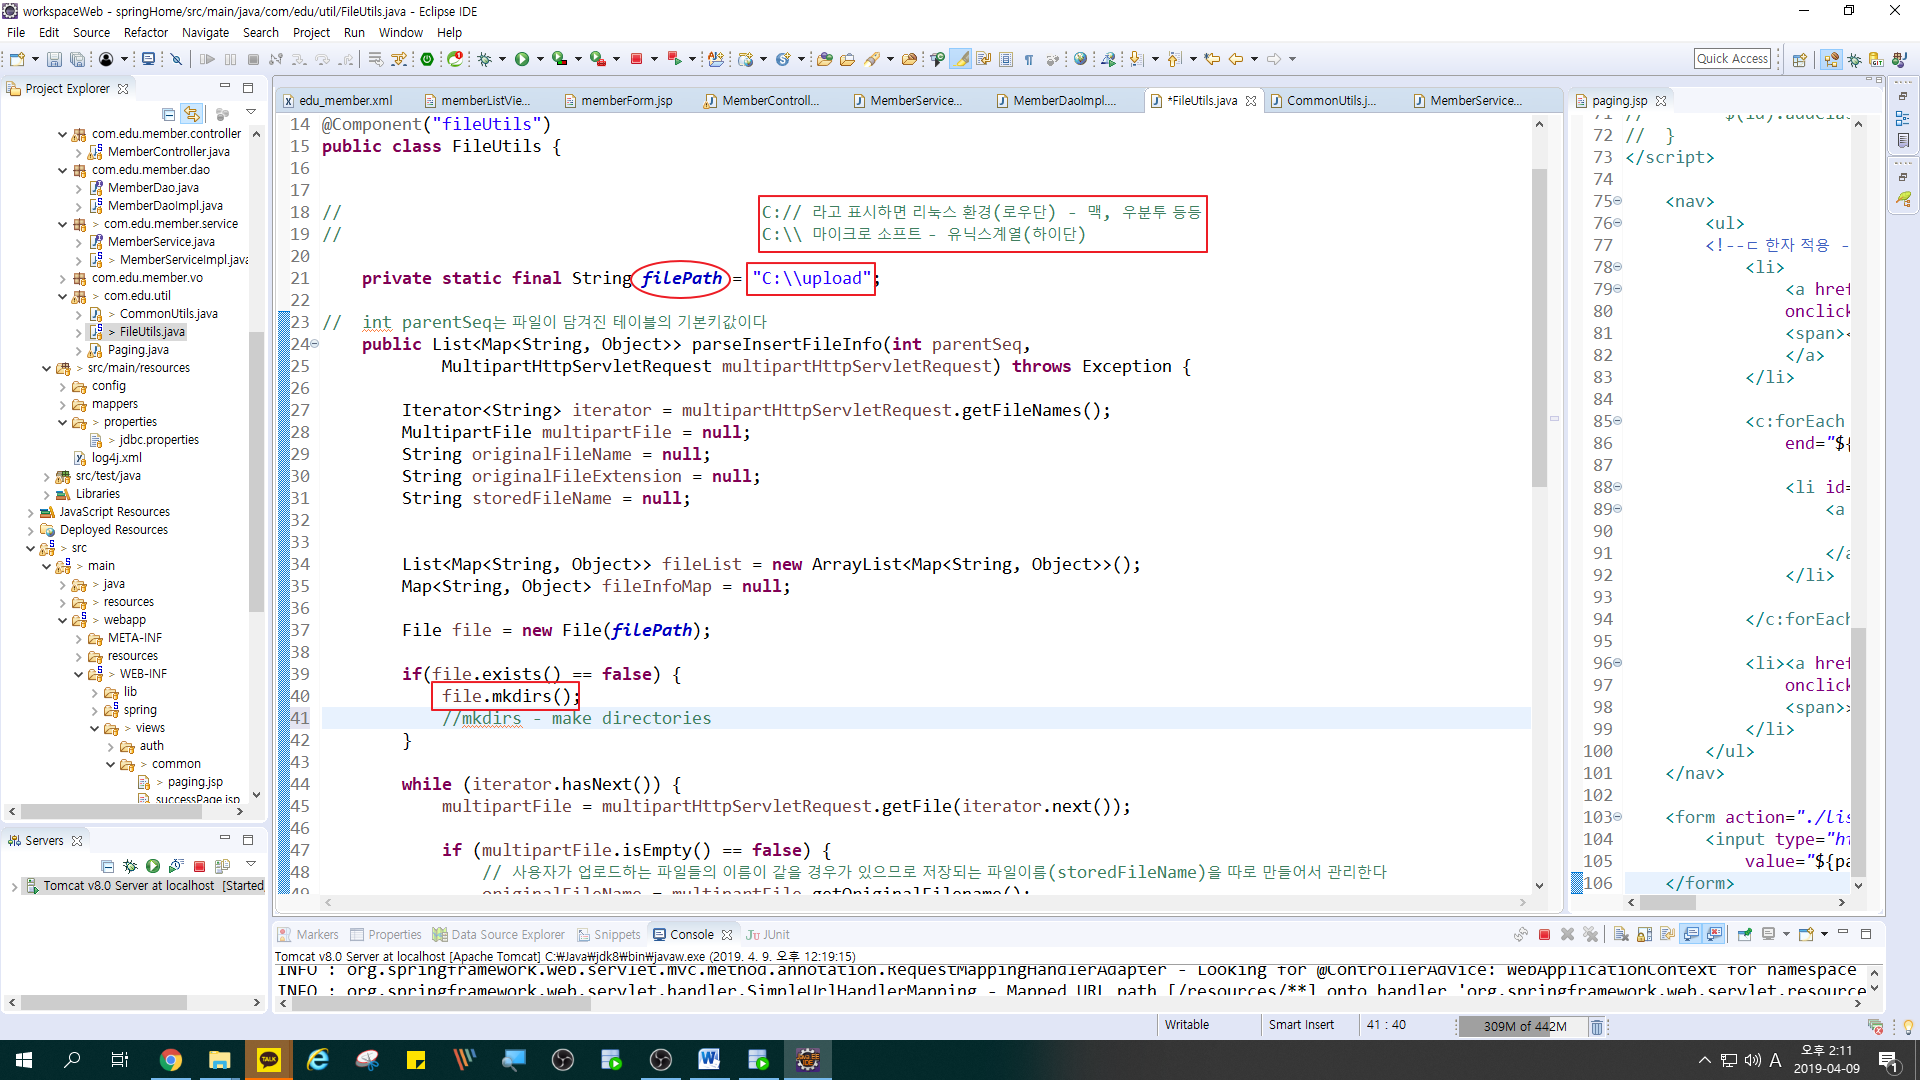 workspaceWeb - springHome/src/main/java/com/edu/util/FileUtils.java - Eclipse IDE
File Edit Source Refactor Navigate Search Project Run Window Help
Quick Access
Project Explorer
com.edu.member.controller
MemberController.java
com.edu.member.dao
MemberDao.java
MemberDaoImpl.java
> com.edu.member.service
MemberService.java
> MemberServiceImpl.java
com.edu.member.vo
> com.edu.util
> CommonUtils.java
> FileUtils.java
Paging.java
> src/main/resources
config
mappers
> properties
> jdbc.properties
log4j.xml
src/test/java
Libraries
JavaScript Resources
Deployed Resources
> src
> main
> java
> resources
> webapp
META-INF
resources
> WEB-INF
lib
spring
> views
auth
> common
> paging.jsp
successPage.jsp
Servers
Tomcat v8.0 Server at localhost [Started
edu_member.xml memberListVie... memberForm.jsp MemberControll... MemberService... MemberDaoImpl.... *FileUtils.java CommonUtils.j... MemberService...
14 @Component("fileUtils")
15 public class FileUtils {
16
17
18 // C:// 라고 표시하면 리눅스 환경(로우단) - 맥, 우분투 등등
19 // C:\\ 마이크로 소프트 - 유닉스계열(하이단)
20
21 private static final String filePath = "C:\\upload";
22
23 // int parentSeq는 파일이 담겨진 테이블의 기본키값이다
24 public List<Map<String, Object>> parseInsertFileInfo(int parentSeq,
25 MultipartHttpServletRequest multipartHttpServletRequest) throws Exception {
26
27 Iterator<String> iterator = multipartHttpServletRequest.getFileNames();
28 MultipartFile multipartFile = null;
29 String originalFileName = null;
30 String originalFileExtension = null;
31 String storedFileName = null;
32
33
34 List<Map<String, Object>> fileList = new ArrayList<Map<String, Object>>();
35 Map<String, Object> fileInfoMap = null;
36
37 File file = new File(filePath);
38
39 if(file.exists() == false) {
40 file.mkdirs();
41 //mkdirs - make directories
42 }
43
44 while (iterator.hasNext()) {
45 multipartFile = multipartHttpServletRequest.getFile(iterator.next());
46
47 if (multipartFile.isEmpty() == false) {
48 // 사용자가 업로드하는 파일들의 이름이 같을 경우가 있으므로 저장되는 파일이름(storedFileName)을 따로 만들어서 관리한다
49 originalFileName = multipartFile.getOriginalFilename();
paging.jsp
71 // $(id).addClas
72 // }
73 </script>
74
75 <nav>
76 <ul>
77 <!--ㄷ 한자 적용 -
78 <li>
79 <a href
80 onclick
81 <span><
82 </a>
83 </li>
84
85 <c:forEach
86 end="${
87
88 <li id=
89 <a
90
91 </a
92 </li>
93
94 </c:forEach
95
96 <li><a href
97 onclick
98 <span>>
99 </li>
100 </ul>
101 </nav>
102
103 <form action="./lis
104 <input type="hi
105 value="${pa
106 </form>
Markers Properties Data Source Explorer Snippets Console JUnit
Tomcat v8.0 Server at localhost [Apache Tomcat] C:₩Java₩jdk8₩bin₩javaw.exe (2019. 4. 9. 오후 12:19:15)
INFO : org.springframework.web.servlet.mvc.method.annotation.RequestMappingHandlerAdapter - Looking for @ControllerAdvice: WebApplicationContext for namespace
INFO : org.springframework.web.servlet.handler.SimpleUrlHandlerMapping - Mapped URL path [/resources/**] onto handler 'org.springframework.web.servlet.resource
Writable Smart Insert 41 : 40 309M of 442M
TALK
A
오후 2:11
2019-04-09
1